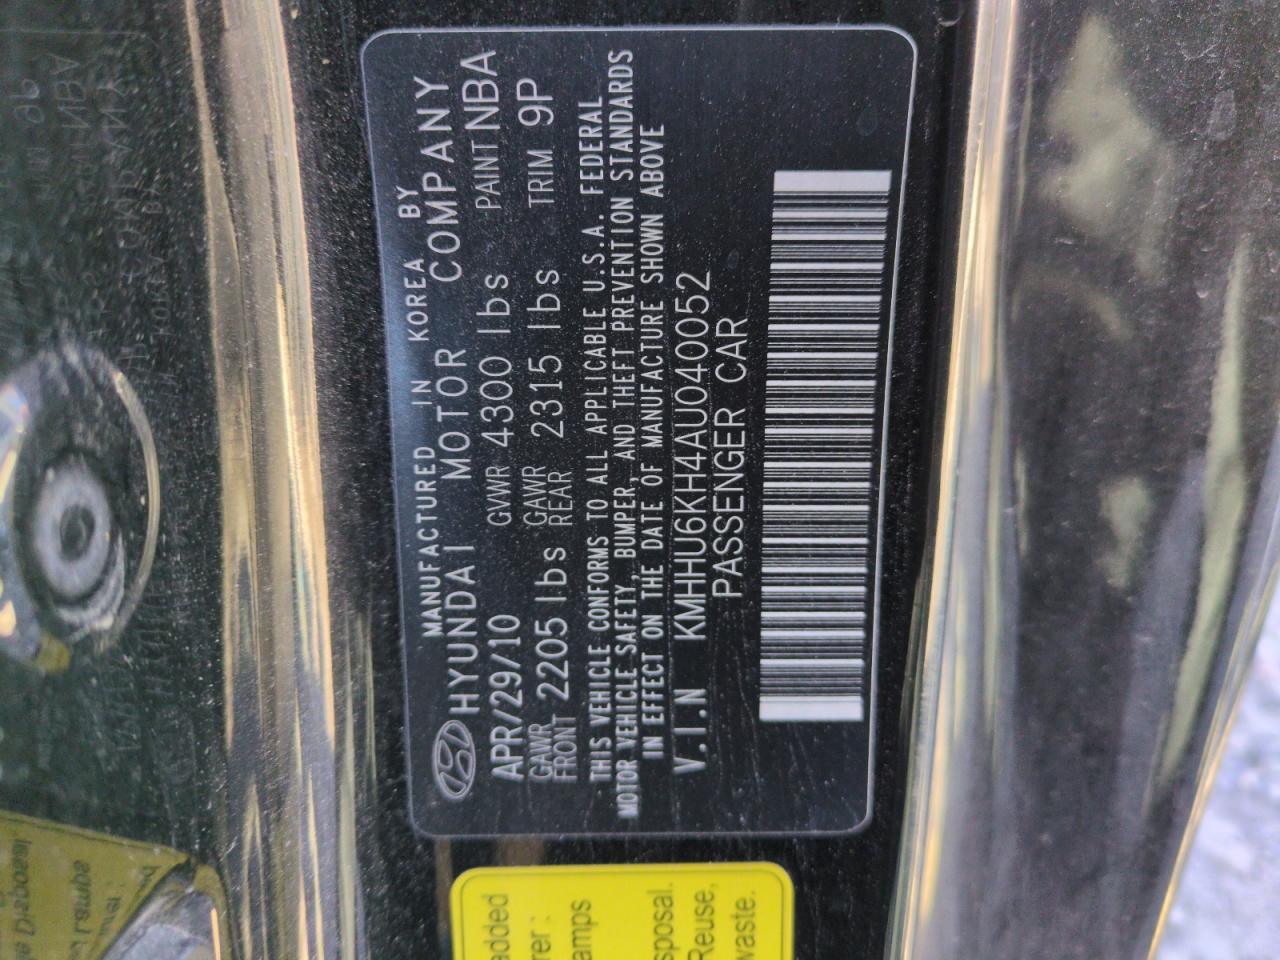 MANUFACTURED IN KOREA BY
HYUNDAI MOTOR COMPANY
APR/29/10 GVWR 4300 lbs PAINT NBA
GAWR FRONT 2205 lbs GAWR REAR 2315 lbs TRIM 9P
THIS VEHICLE CONFORMS TO ALL APPLICABLE U.S.A. FEDERAL
MOTOR VEHICLE SAFETY, BUMPER, AND THEFT PREVENTION STANDARDS
IN EFFECT ON THE DATE OF MANUFACTURE SHOWN ABOVE
V.I.N KMHHU6KH4AU040052
PASSENGER CAR
added
rer:
amps
sposal.
Reuse,
waste.